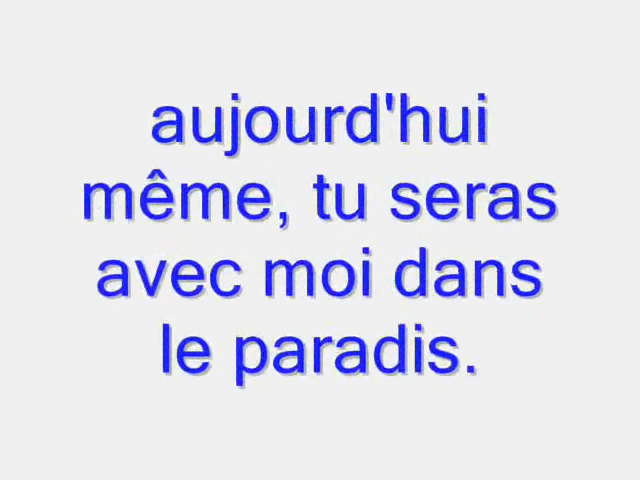 aujourd'hui
même, tu seras
avec moi dans
le paradis.